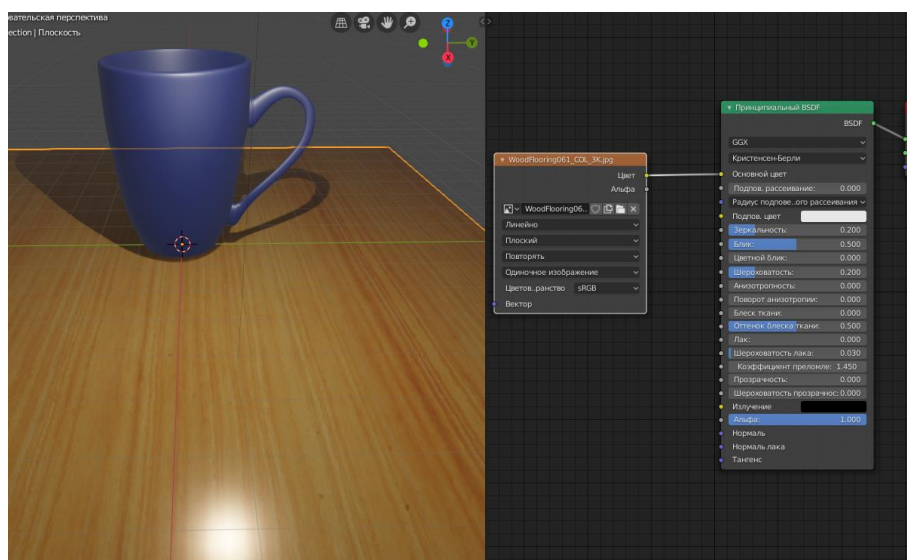 вательская перспектива
ection | Плоскость
Z
Y
X
WoodFlooring061_COL_3K.jpg
Цвет
Альфа
WoodFlooring06..
Линейно
Плоский
Повторять
Одиночное изображение
Цветов..ранство sRGB
Вектор
Принципиальный BSDF
BSDF
GGX
Кристенсен-Берли
Основной цвет
Подпов. рассеивание: 0.000
Радиус подпове..ого рассеивания
Подпов. цвет
Зеркальность: 0.200
Блик: 0.500
Цветной блик: 0.000
Шероховатость: 0.200
Анизотропность: 0.000
Поворот анизотропии: 0.000
Блеск ткани: 0.000
Оттенок блеска ткани: 0.500
Лак: 0.000
Шероховатость лака: 0.030
Коэффициент преломле: 1.450
Прозрачность: 0.000
Шероховатость прозрачнос: 0.000
Излучение
Альфа: 1.000
Нормаль
Нормаль лака
Тангенс